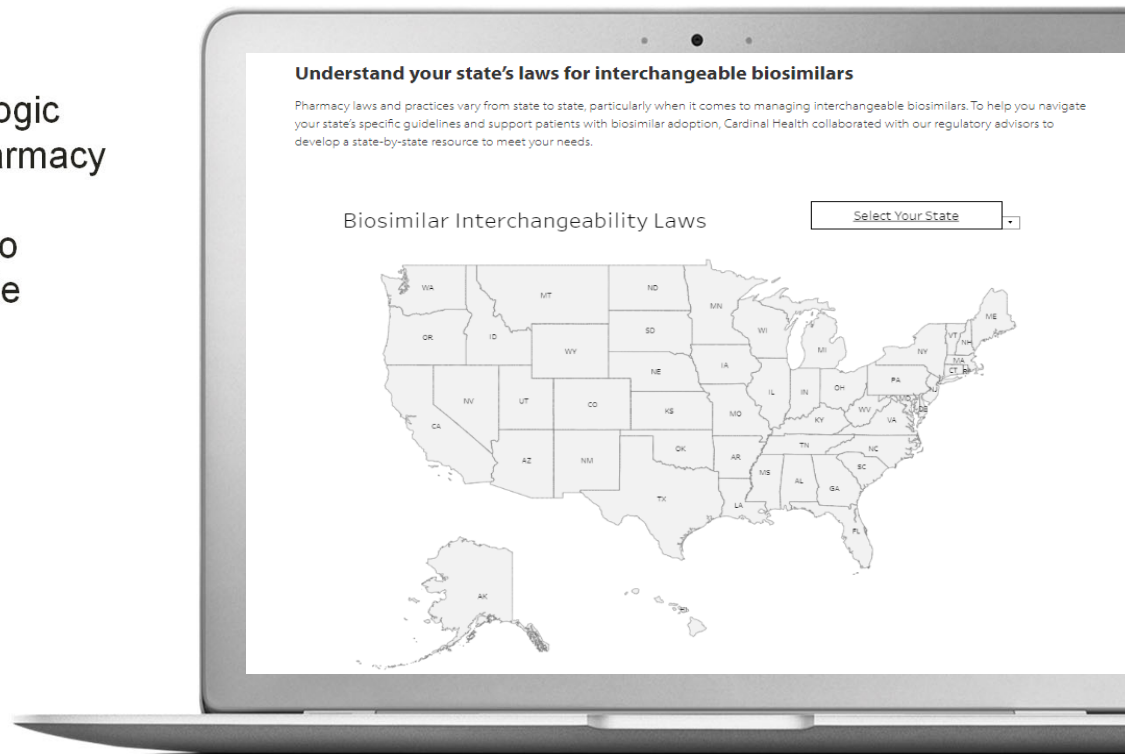 ogic
armacy
o
e
Understand your state’s laws for interchangeable biosimilars
Pharmacy laws and practices vary from state to state, particularly when it comes to managing interchangeable biosimilars. To help you navigate
your state’s specific guidelines and support patients with biosimilar adoption, Cardinal Health collaborated with our regulatory advisors to
develop a state-by-state resource to meet your needs.
Biosimilar Interchangeability Laws
Select Your State
WA
MT
ND
MN
OR
ID
SD
WI
MI
ME
VT
NH
WY
NY
MA
CT
NE
IA
PA
NJ
NV
UT
CO
IL
IN
OH
KS
MO
WV
DE
CA
KY
VA
AZ
NM
OK
AR
TN
NC
MS
AL
GA
SC
TX
LA
FL
AK